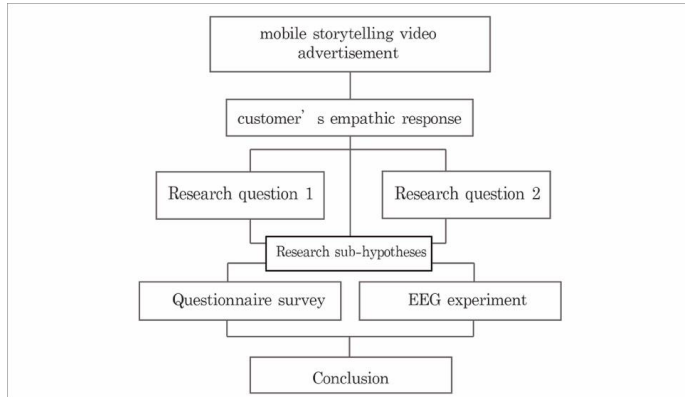 mobile storytelling video
advertisement
customer’ s empathic response
Research question 1
Research question 2
Research sub-hypotheses
Questionnaire survey
EEG experiment
Conclusion